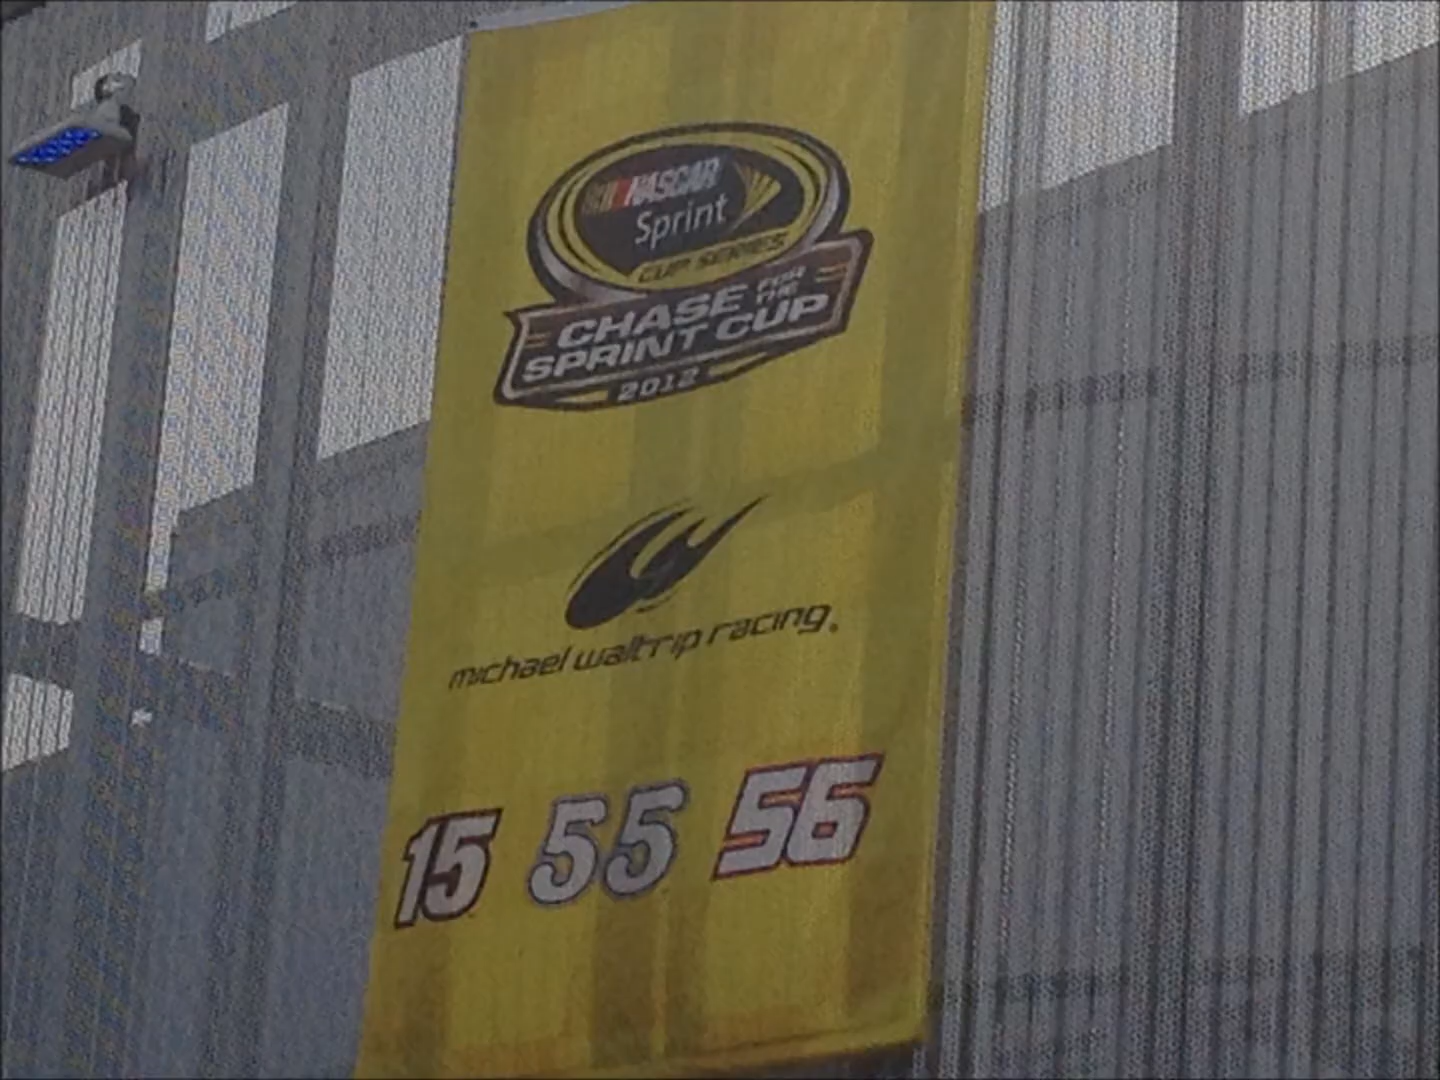 NASCAR
Sprint
CUP SERIES
CHASE FOR THE
SPRINT CUP
2012
michael waltrip racing®
15 55 56